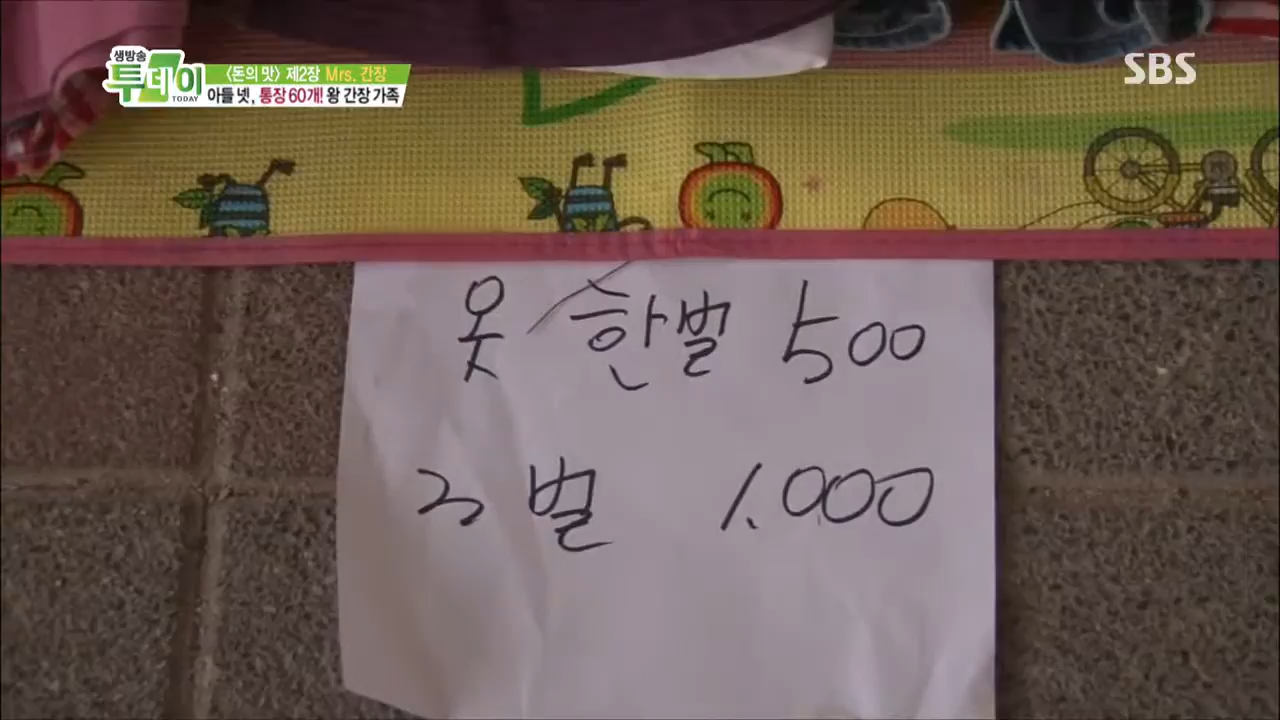 생방송
투데이
TODAY
<돈의 맛> 제2장 Mrs. 간장
아들 넷, 통장 60개! 왕 간장 가족
SBS
옷 한벌 500
벌 1.000